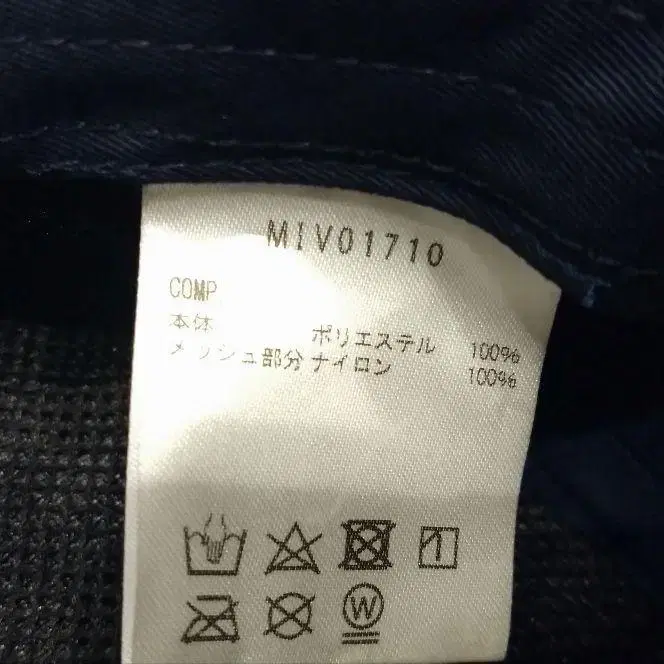 MIV01710
COMP
本体 ポリエステル 100%
メッシュ部分 ナイロン 100%
W